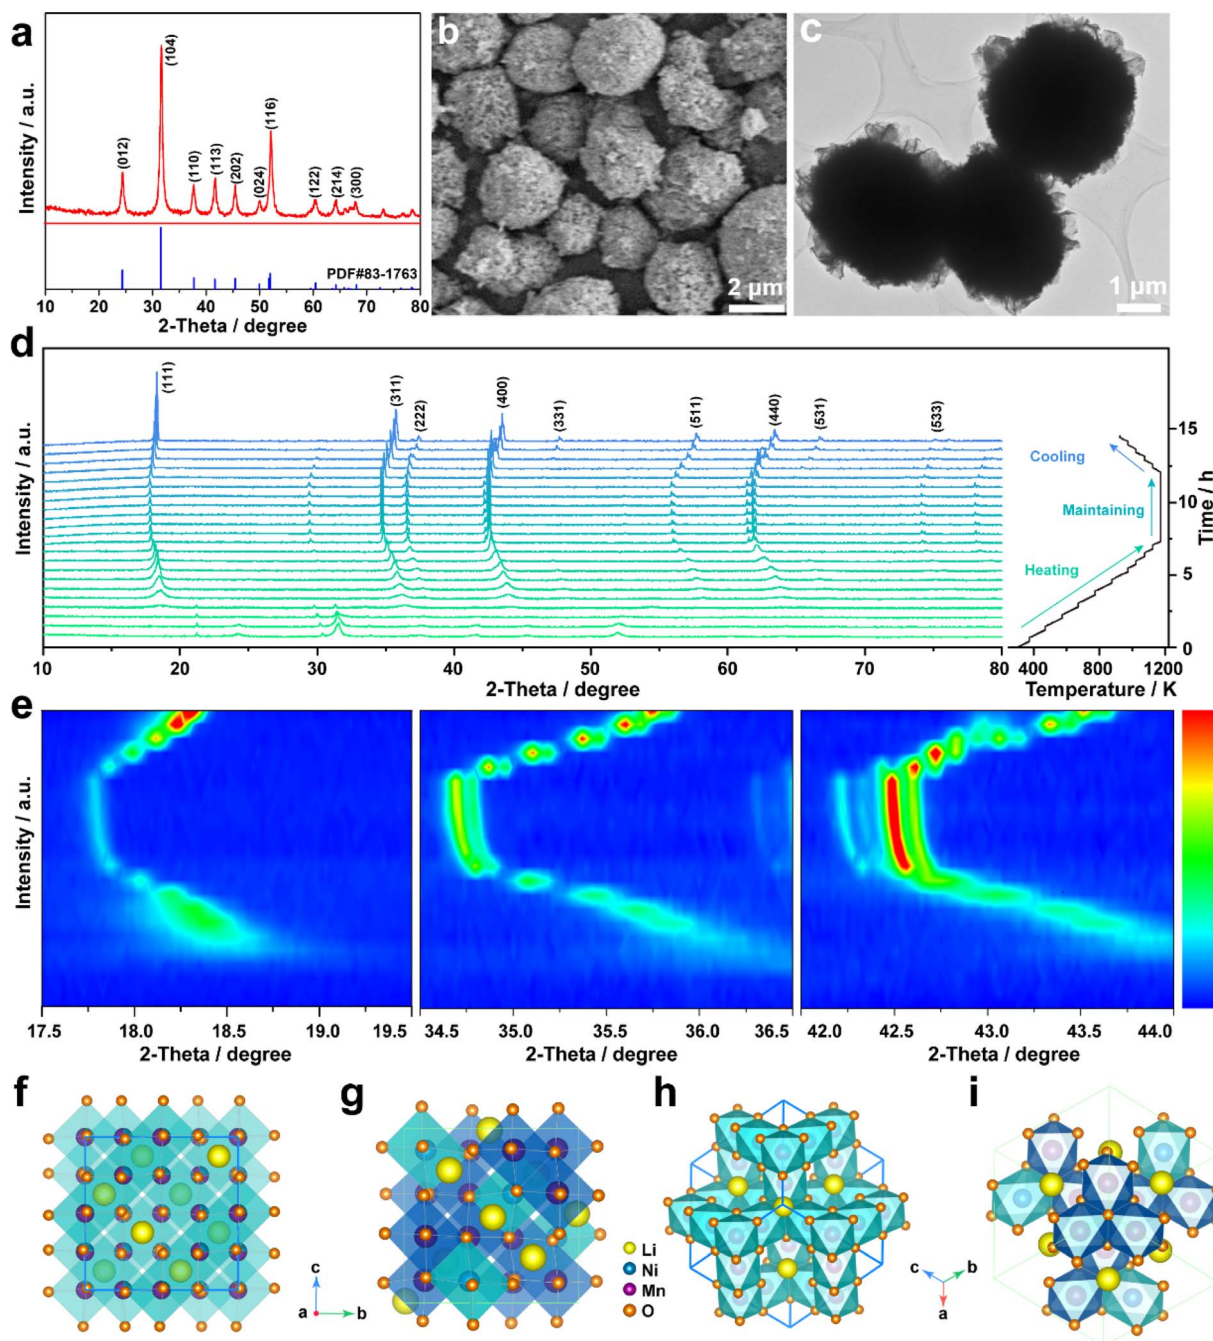 a
Intensity / a.u.
(012)
(104)
(110)
(113)
(202)
(024)
(116)
(122)
(214)
(300)
PDF#83-1763
10 20 30 40 50 60 70 80
2-Theta / degree
b
2 μm
c
1 μm
d
Intensity / a.u.
(111)
(311)
(222)
(400)
(331)
(511)
(440)
(531)
(533)
10 20 30 40 50 60 70 80
2-Theta / degree
Cooling
Maintaining
Heating
15
10
5
0
Time / h
400 800 1200
Temperature / K
e
Intensity / a.u.
17.5 18.0 18.5 19.0 19.5
2-Theta / degree
34.5 35.0 35.5 36.0 36.5
2-Theta / degree
42.0 42.5 43.0 43.5 44.0
2-Theta / degree
f
c
a
b
g
Li
Ni
Mn
O
h
c
b
a
i